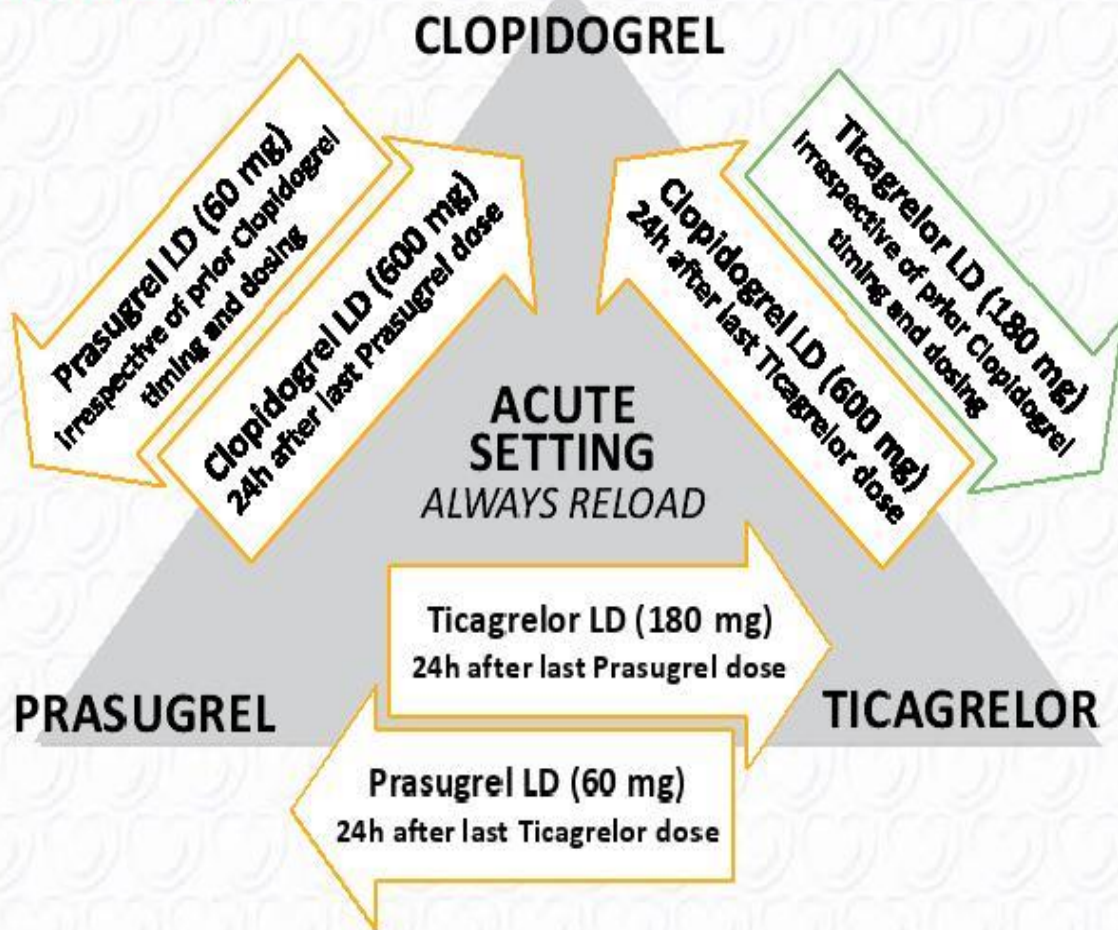 CLOPIDOGREL
Prasugrel LD (60 mg)
irrespective of prior Clopidogrel
timing and dosing
Clopidogrel LD (600 mg)
24h after last Prasugrel dose
Clopidogrel LD (600 mg)
24h after last Ticagrelor dose
Ticagrelor LD (180 mg)
irrespective of prior Clopidogrel
timing and dosing
ACUTE
SETTING
ALWAYS RELOAD
Ticagrelor LD (180 mg)
24h after last Prasugrel dose
PRASUGREL
TICAGRELOR
Prasugrel LD (60 mg)
24h after last Ticagrelor dose